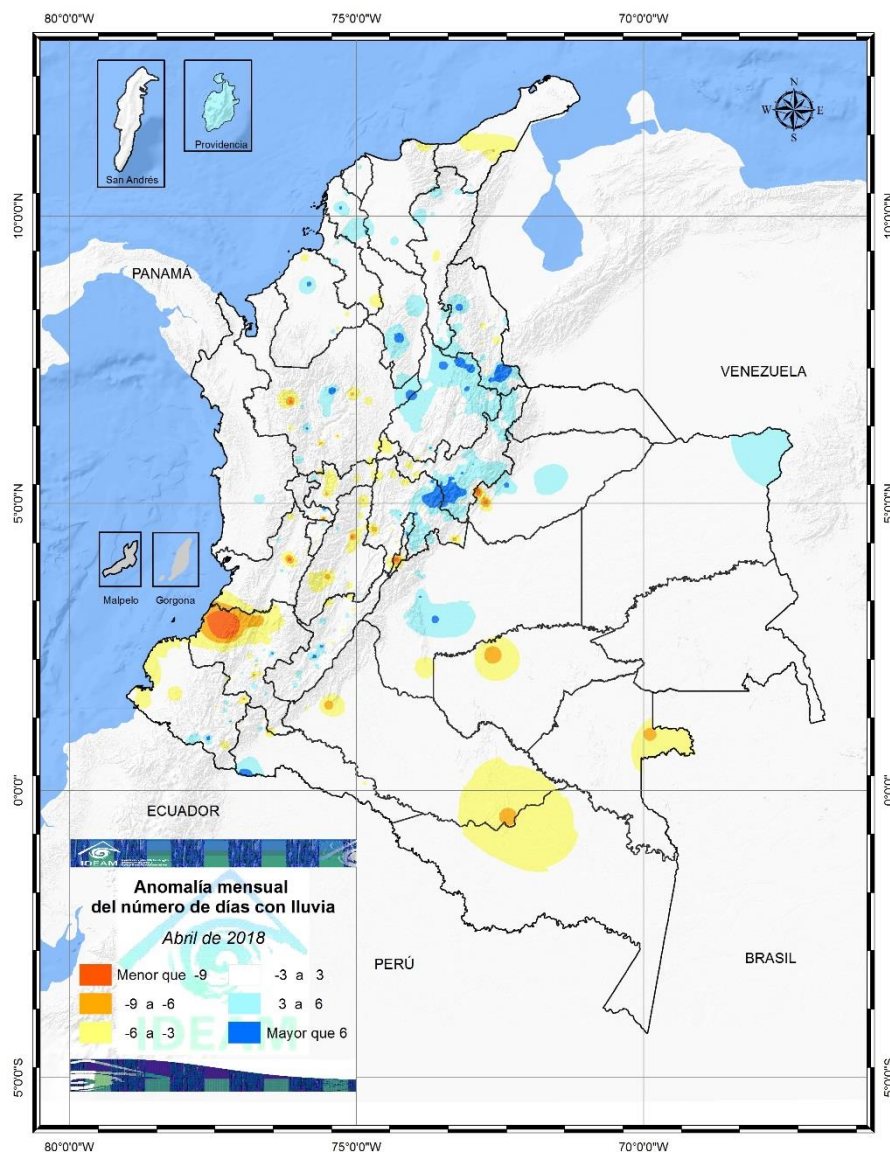 80°0'0"W
75°0'0"W
70°0'0"W
10°0'0"N
5°0'0"N
0°0'0"
5°0'0"S
10°0'0"N
5°0'0"N
0°0'0"
5°0'0"S
N
W
E
S
San Andrés
Providencia
PANAMÁ
VENEZUELA
Malpelo
Gorgona
ECUADOR
PERÚ
BRASIL
IDEAM
Anomalía mensual
del número de días con lluvia
Abril de 2018
Menor que -9
-3 a 3
-9 a -6
3 a 6
-6 a -3
Mayor que 6
IDEAM
80°0'0"W
75°0'0"W
70°0'0"W